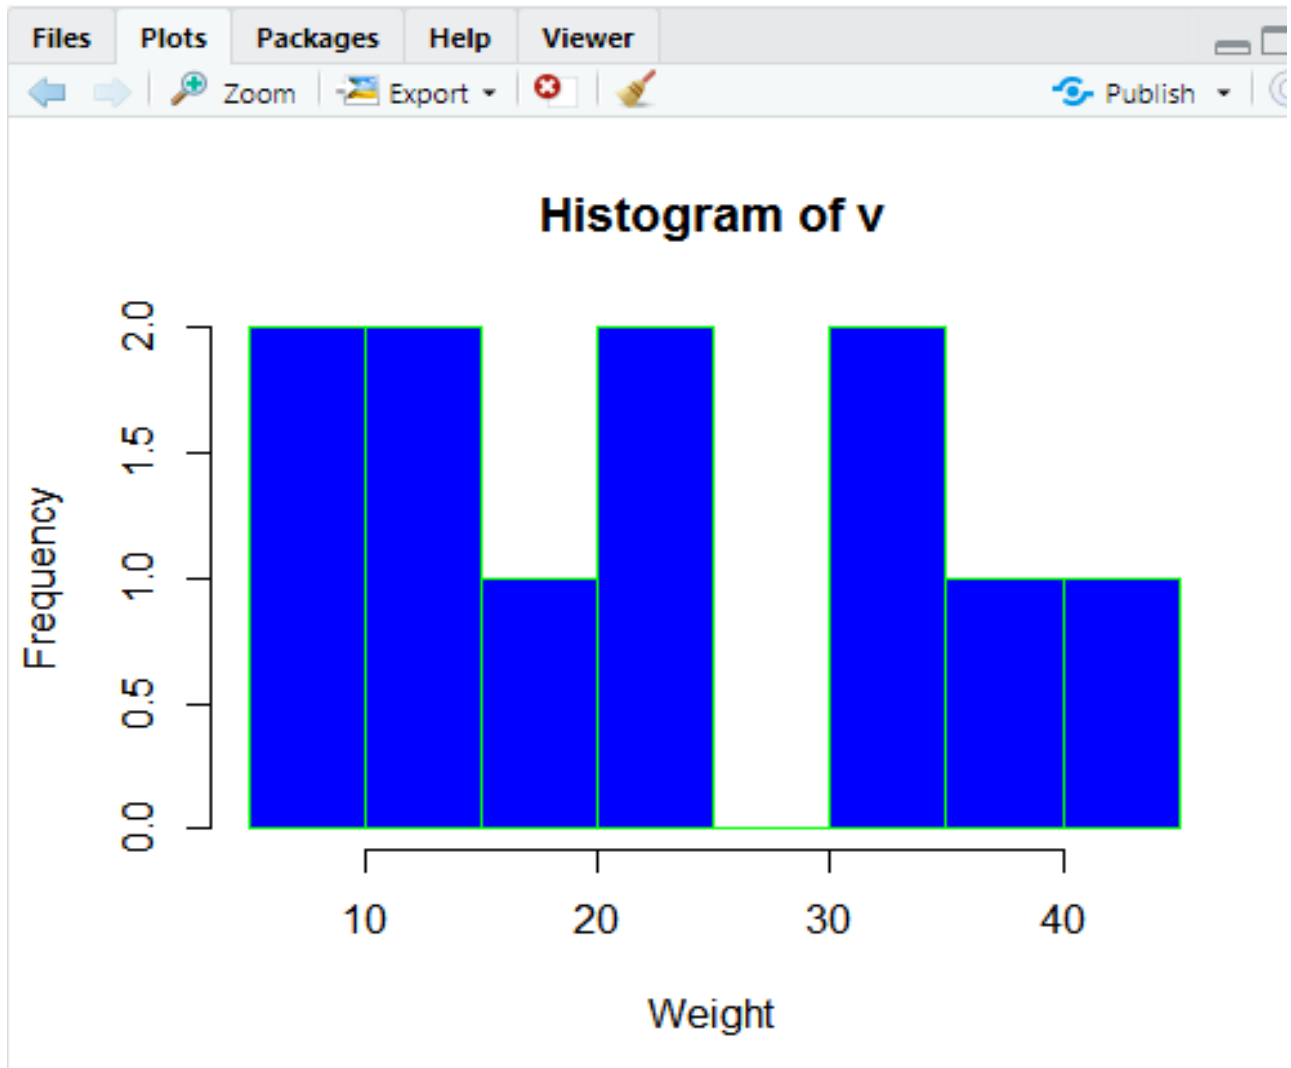 Files Plots Packages Help Viewer
Zoom Export Publish
Histogram of v
2.0
1.5
1.0
0.5
0.0
Frequency
10 20 30 40
Weight